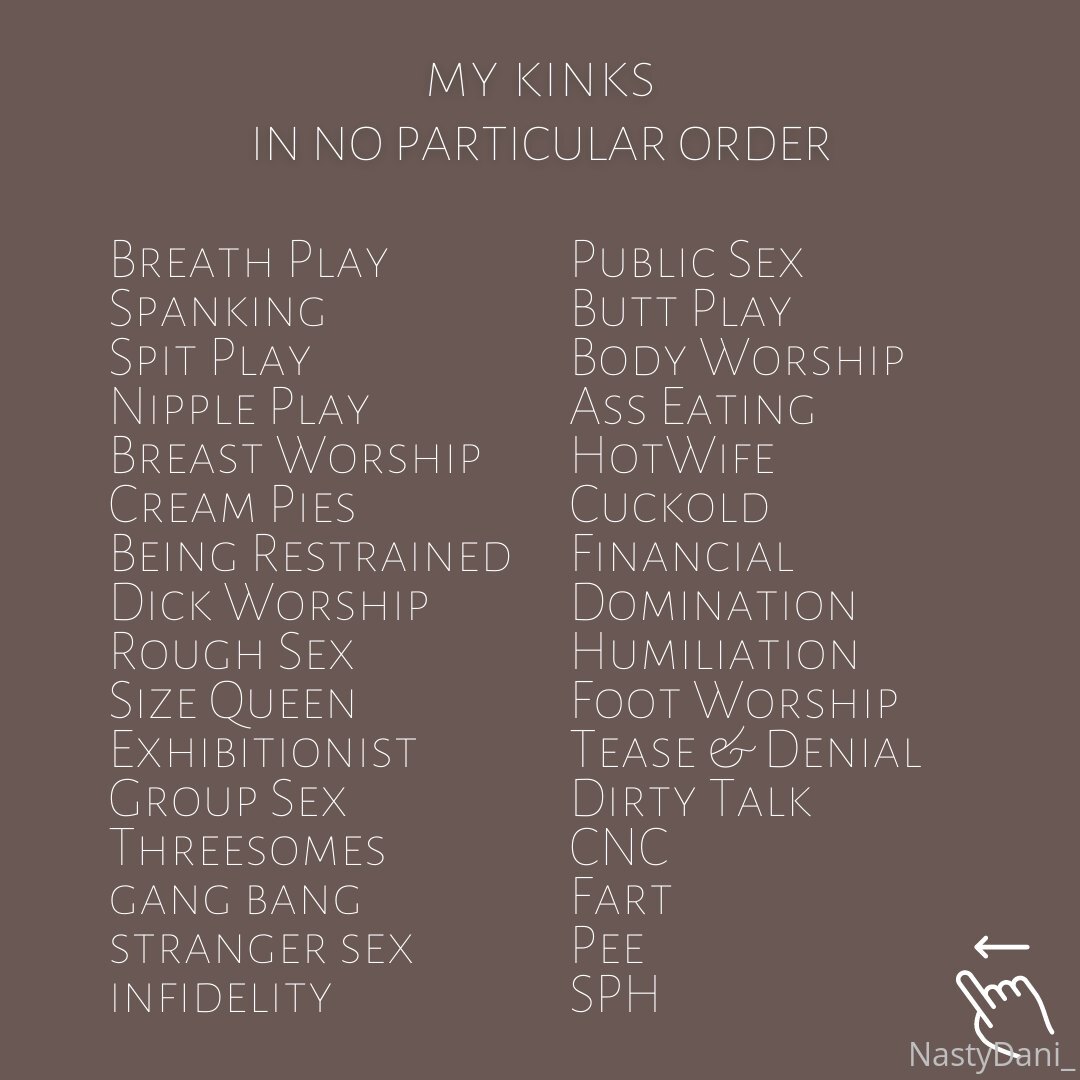 MY KINKS
IN NO PARTICULAR ORDER
Breath Play
Spanking
Spit Play
Nipple Play
Breast Worship
Cream Pies
Being Restrained
Dick Worship
Rough Sex
Size Queen
Exhibitionist
Group Sex
Threesomes
gang bang
stranger sex
infidelity
Public Sex
Butt Play
Body Worship
Ass Eating
HotWife
Cuckold
Financial
Domination
Humiliation
Foot Worship
Tease & Denial
Dirty Talk
CNC
Fart
Pee
SPH
NastyDani_